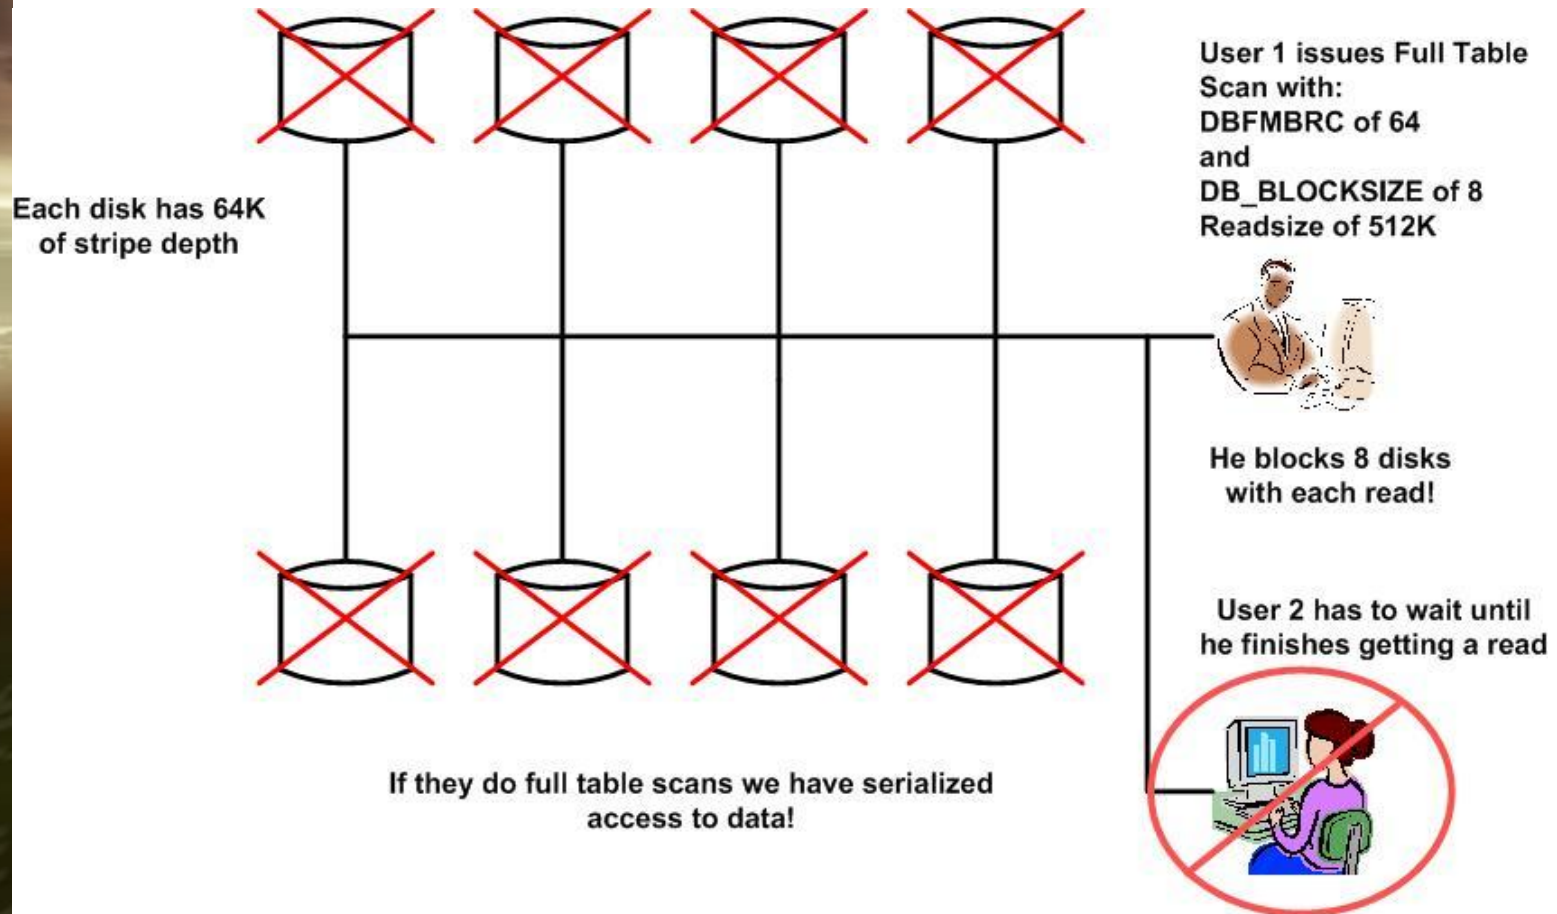 User 1 issues Full Table
Scan with:
DBFMBRC of 64
and
DB_BLOCKSIZE of 8
Readsize of 512K
Each disk has 64K
of stripe depth
He blocks 8 disks
with each read!
User 2 has to wait until
he finishes getting a read
If they do full table scans we have serialized
access to data!